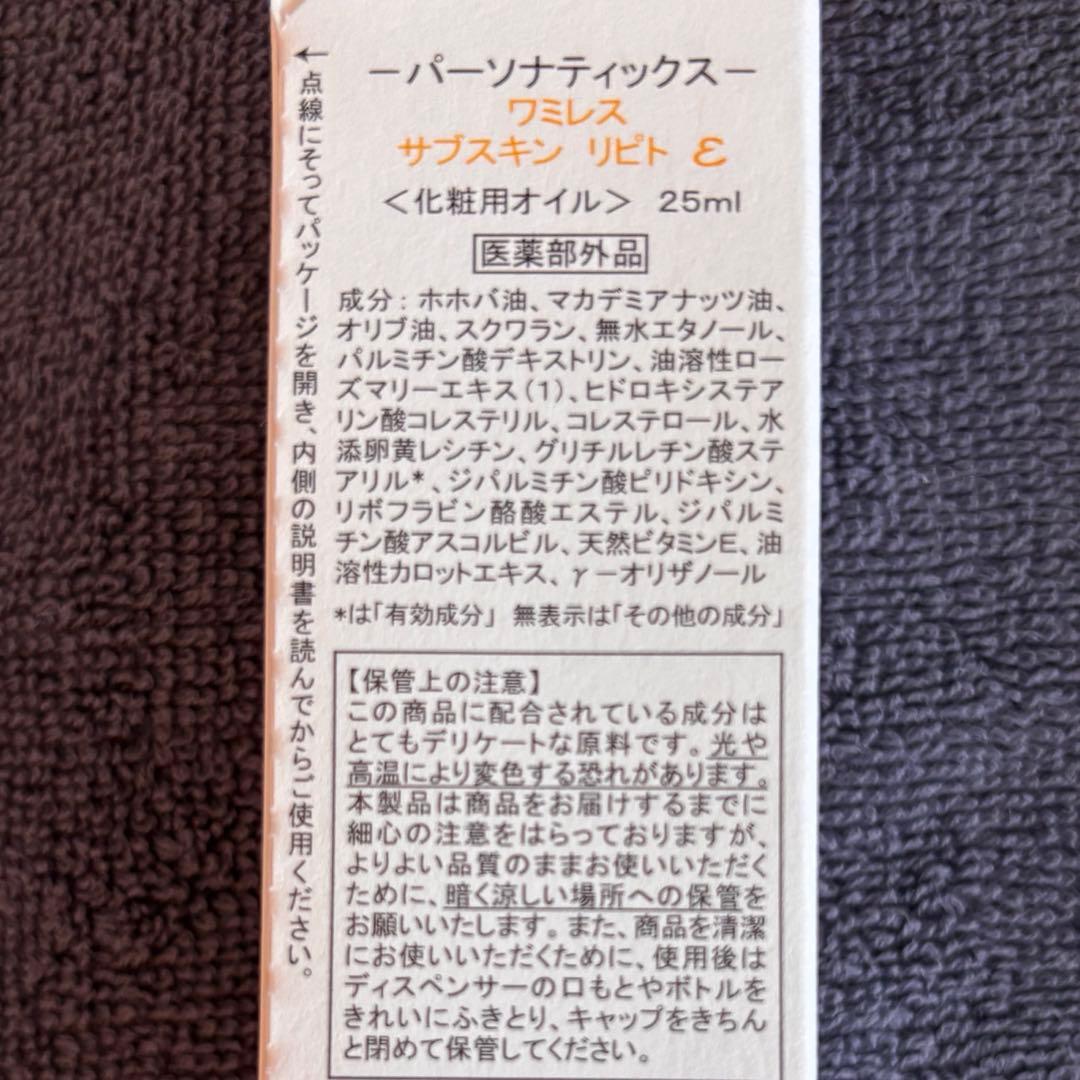 ←点線にそってパッケージを開き、内側の説明書を読んでからご使用ください。
－パーソナティックス－
ワミレス
サブスキン リピト ε
＜化粧用オイル＞ 25ml
医薬部外品
成分：ホホバ油、マカデミアナッツ油、
オリブ油、スクワラン、無水エタノール、
パルミチン酸デキストリン、油溶性ロー
ズマリーエキス（1）、ヒドロキシステア
リン酸コレステリル、コレステロール、水
添卵黄レシチン、グリチルレチン酸ステ
アリル*、ジパルミチン酸ピリドキシン、
リボフラビン酪酸エステル、ジパルミ
チン酸アスコルビル、天然ビタミンE、油
溶性カロットエキス、γ－オリザノール
*は「有効成分」 無表示は「その他の成分」
【保管上の注意】
この商品に配合されている成分は
とてもデリケートな原料です。光や
高温により変色する恐れがあります。
本製品は商品をお届けするまでに
細心の注意をはらっておりますが、
よりよい品質のままお使いいただく
ために、暗く涼しい場所への保管を
お願いいたします。また、商品を清潔
にお使いいただくために、使用後は
ディスペンサーの口もとやボトルを
きれいにふきとり、キャップをきちん
と閉めて保管してください。